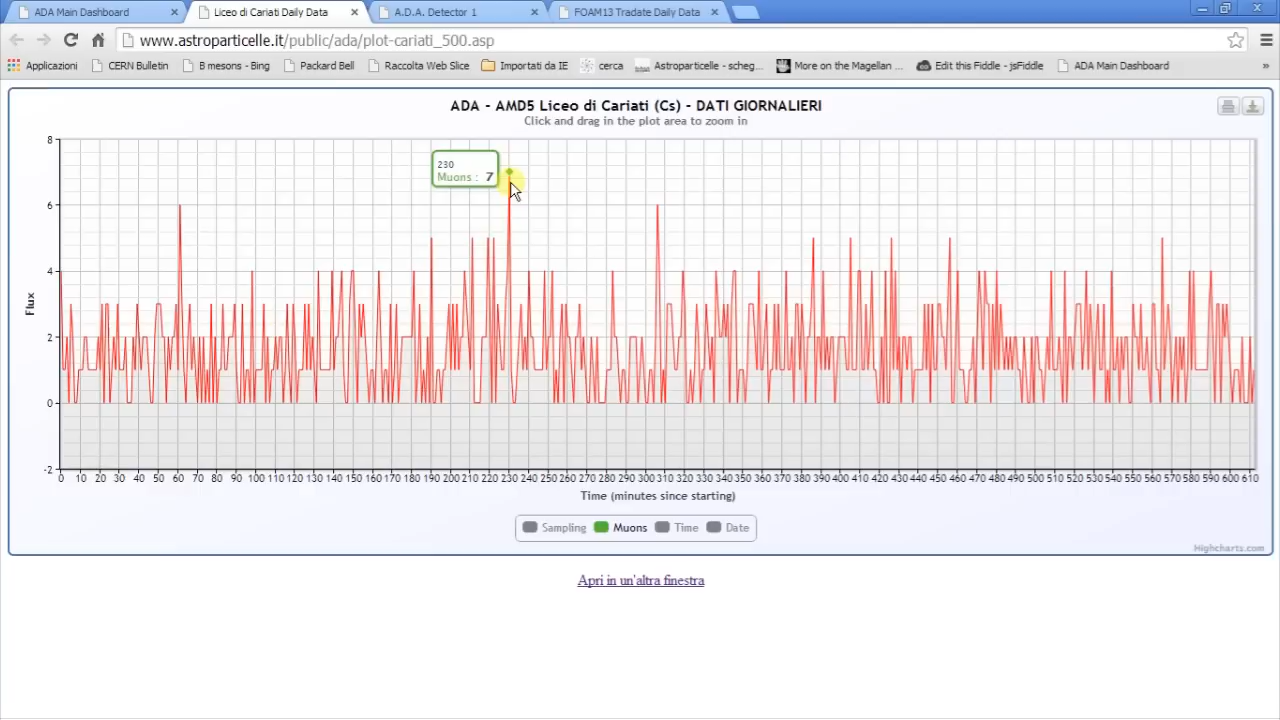 ADA Main Dashboard
Liceo di Cariati Daily Data
A.D.A. Detector 1
FOAM13 Tradate Daily Data
www.astroparticelle.it/public/ada/plot-cariati_500.asp
Applicazioni
CERN Bulletin
B mesons - Bing
Packard Bell
Raccolta Web Slice
Importati da IE
cerca
Astroparticelle - scheg...
More on the Magellan ...
Edit this Fiddle - jsFiddle
ADA Main Dashboard
»
ADA - AMD5 Liceo di Cariati (Cs) - DATI GIORNALIERI
Click and drag in the plot area to zoom in
8
6
4
2
0
-2
Flux
230
Muons : 7
0 10 20 30 40 50 60 70 80 90 100 110 120 130 140 150 160 170 180 190 200 210 220 230 240 250 260 270 280 290 300 310 320 330 340 350 360 370 380 390 400 410 420 430 440 450 460 470 480 490 500 510 520 530 540 550 560 570 580 590 600 610
Time (minutes since starting)
Sampling Muons Time Date
Highcharts.com
Apri in un'altra finestra